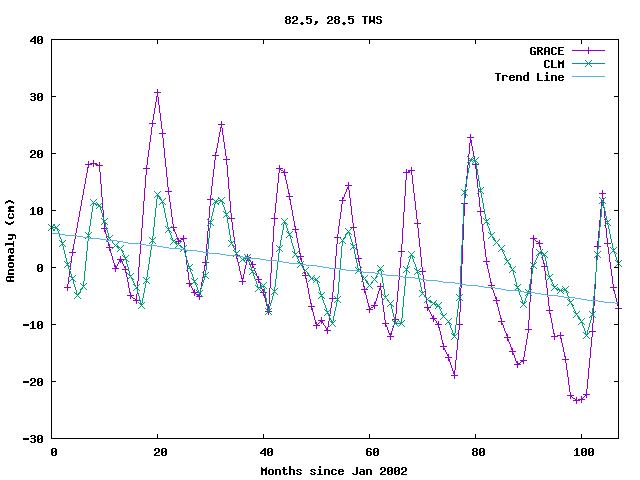 82.5, 28.5 TWS
GRACE
CLM
Trend Line
40
30
20
10
0
-10
-20
-30
Anomaly (cm)
0 20 40 60 80 100
Months since Jan 2002